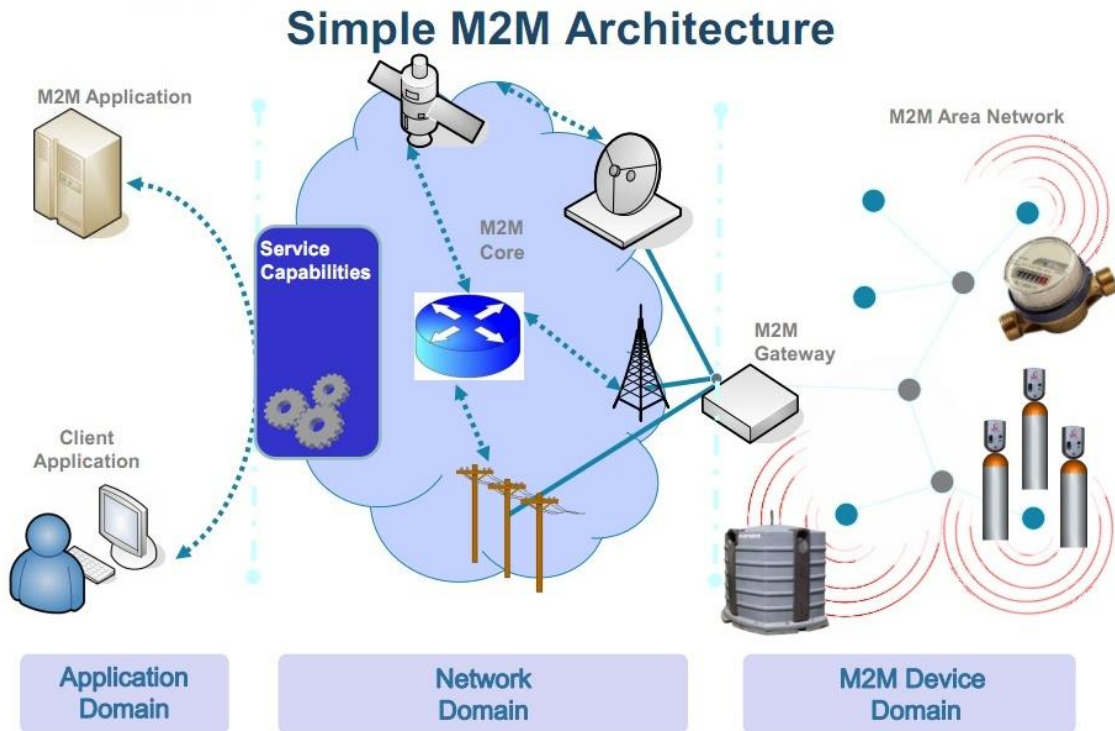 Simple M2M Architecture
M2M Application
M2M Area Network
M2M
Core
Service
Capabilities
M2M
Gateway
Client
Application
Application
Domain
Network
Domain
M2M Device
Domain